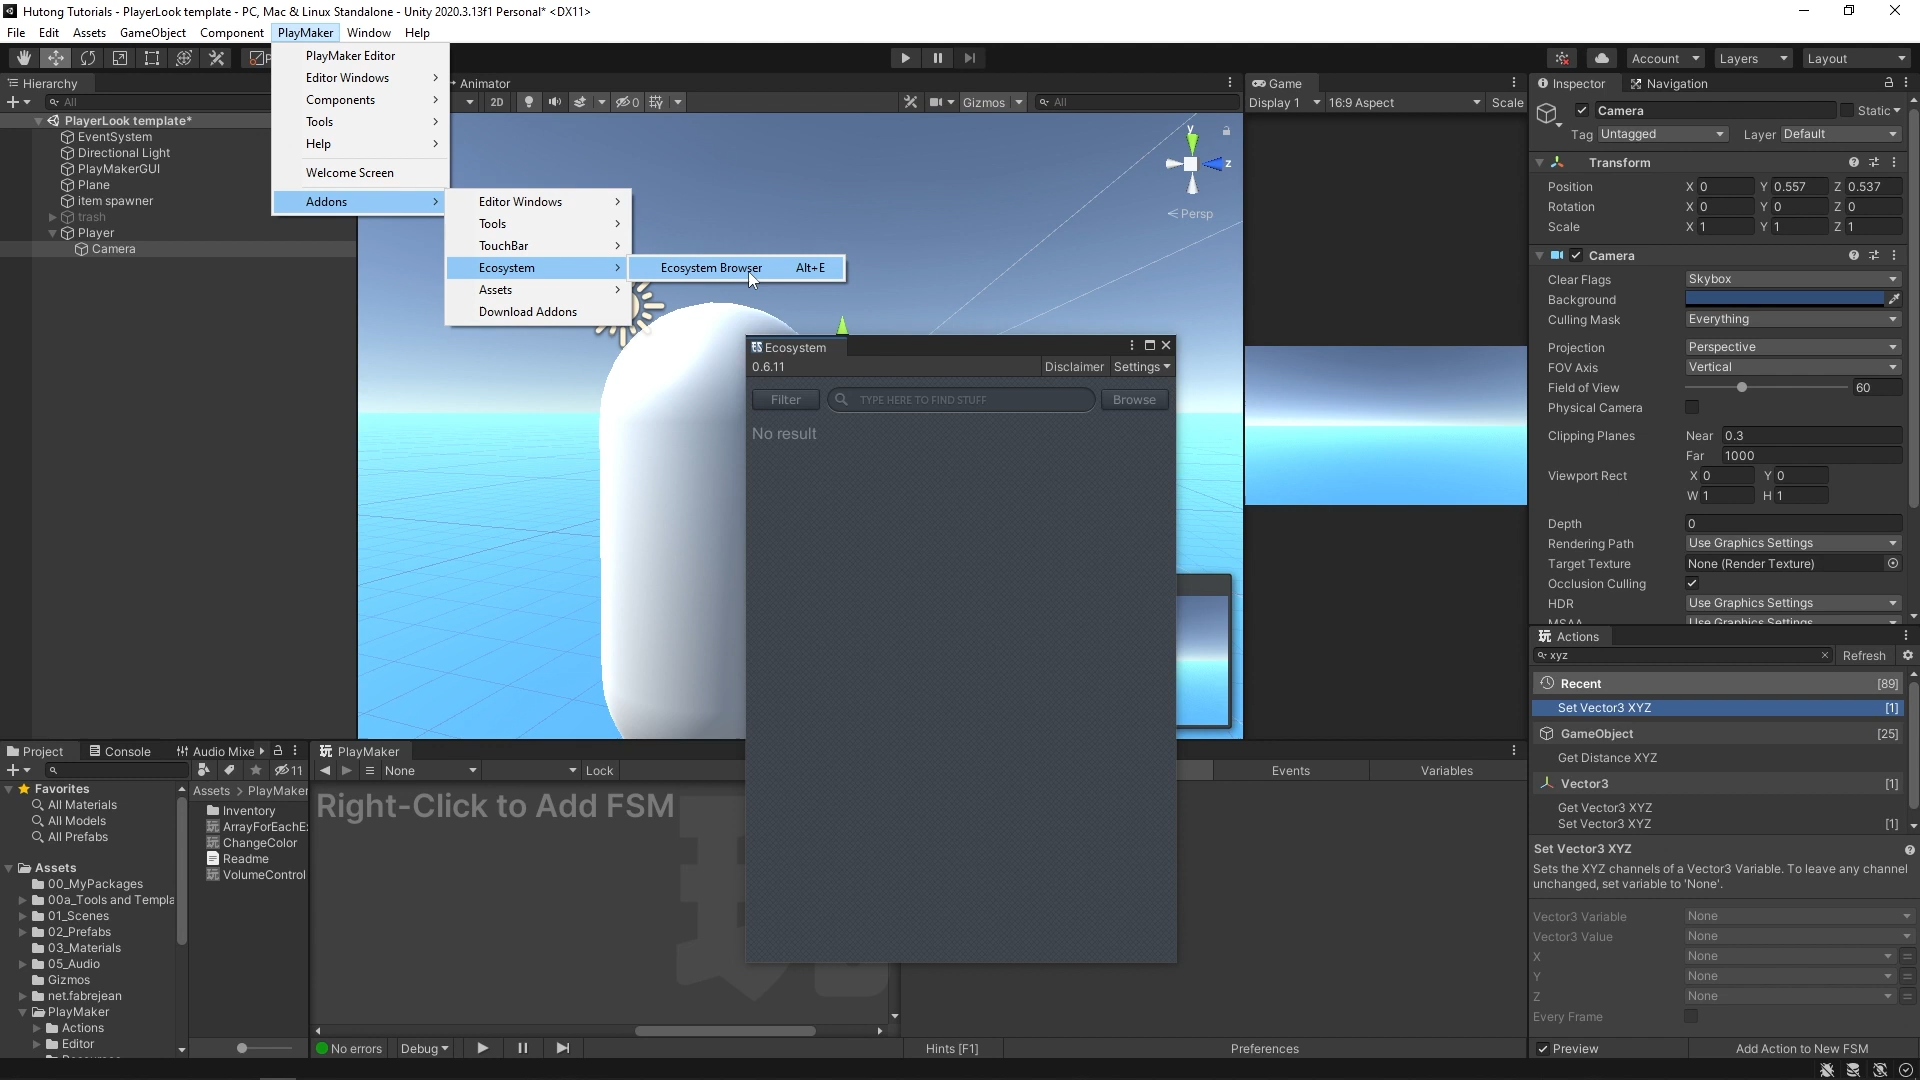 Hutong Tutorials - PlayerLook template - PC, Mac & Linux Standalone - Unity 2020.3.13f1 Personal* <DX11>
File Edit Assets GameObject Component PlayMaker Window Help
Account Layers Layout
PlayMaker Editor
Editor Windows
Components
Tools
Help
Welcome Screen
Addons
Editor Windows
Tools
TouchBar
Ecosystem
Assets
Download Addons
Ecosystem Browser Alt+E
Hierarchy
All
PlayerLook template*
EventSystem
Directional Light
PlayMakerGUI
Plane
item spawner
trash
Player
Camera
Animator
2D 0 Gizmos All
y
z
Persp
Game
Display 1 16:9 Aspect Scale
Ecosystem
0.6.11 Disclaimer Settings
Filter TYPE HERE TO FIND STUFF Browse
No result
Inspector Navigation
Camera Static
Tag Untagged Layer Default
Transform
Position X 0 Y 0.557 Z 0.537
Rotation X 0 Y 0 Z 0
Scale X 1 Y 1 Z 1
Camera
Clear Flags Skybox
Background
Culling Mask Everything
Projection Perspective
FOV Axis Vertical
Field of View 60
Physical Camera
Clipping Planes Near 0.3
Far 1000
Viewport Rect X 0 Y 0
W 1 H 1
Depth 0
Rendering Path Use Graphics Settings
Target Texture None (Render Texture)
Occlusion Culling
HDR Use Graphics Settings
Actions
xyz Refresh
Recent [89]
Set Vector3 XYZ [1]
GameObject [25]
Get Distance XYZ
Vector3 [1]
Get Vector3 XYZ
Set Vector3 XYZ [1]
Set Vector3 XYZ
Sets the XYZ channels of a Vector3 Variable. To leave any channel
unchanged, set variable to 'None'.
Vector3 Variable None
Vector3 Value None
X None
Y None
Z None
Every Frame
Preview Add Action to New FSM
Project Console Audio Mixe
11
Favorites
All Materials
All Models
All Prefabs
Assets
00_MyPackages
00a_Tools and Templa
01_Scenes
02_Prefabs
03_Materials
05_Audio
Gizmos
net.fabrejean
PlayMaker
Actions
Editor
Assets > PlayMaker
Inventory
ArrayForEachE
ChangeColor
Readme
VolumeControl
PlayMaker
None Lock
Right-Click to Add FSM
Events Variables
No errors Debug Hints [F1] Preferences